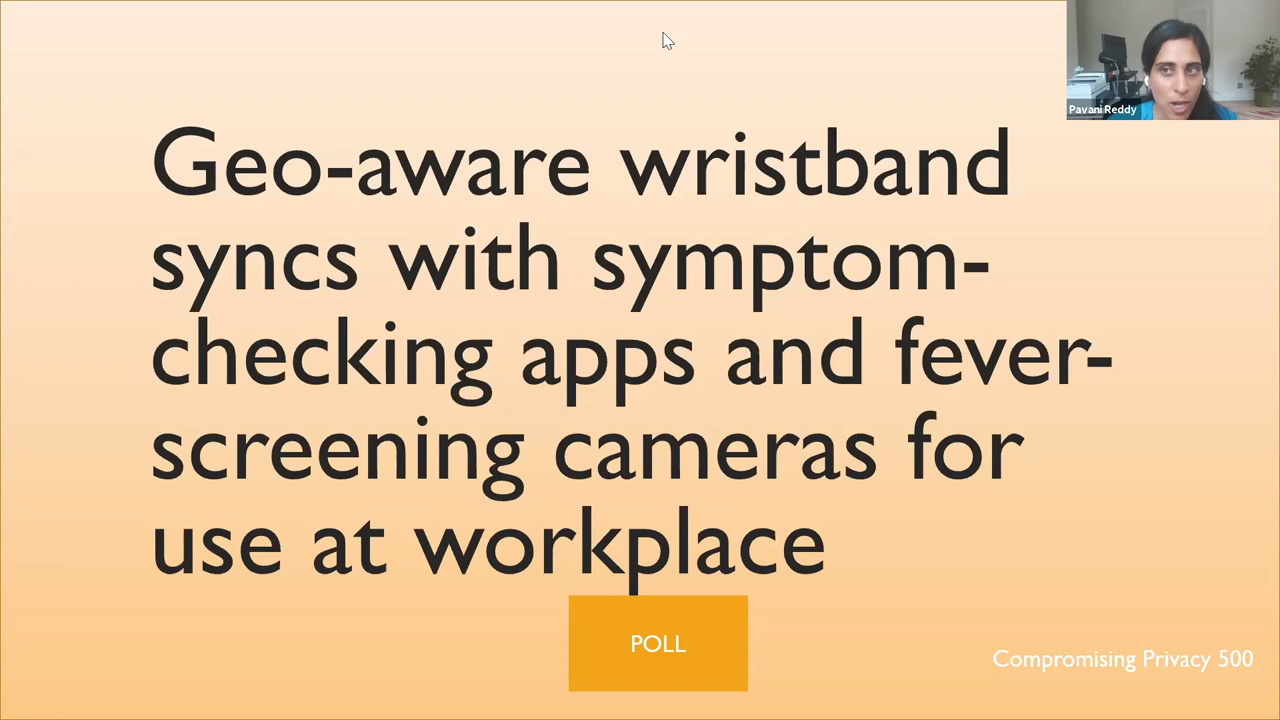 Pavani Reddy
Geo-aware wristband
syncs with symptom-
checking apps and fever-
screening cameras for
use at workplace
POLL
Compromising Privacy 500